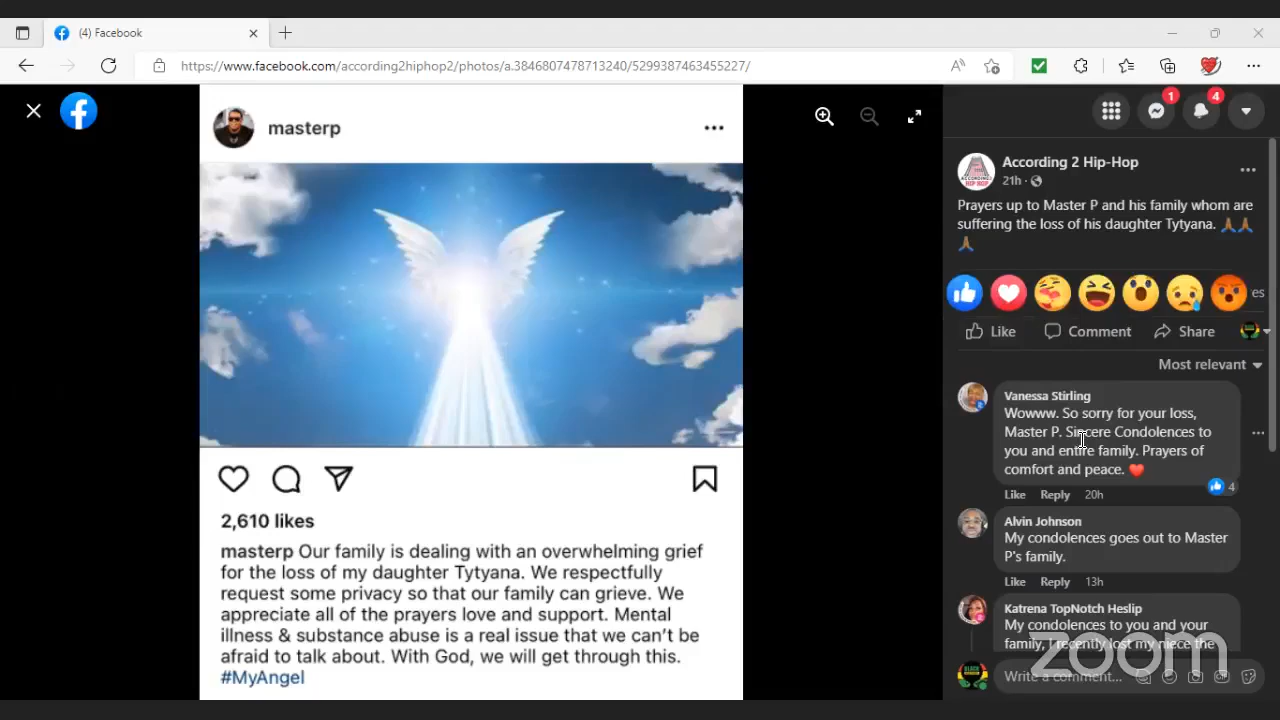 (4) Facebook
https://www.facebook.com/according2hiphop2/photos/a.3846807478713240/5299387463455227/
masterp
2,610 likes
masterp Our family is dealing with an overwhelming grief
for the loss of my daughter Tytyana. We respectfully
request some privacy so that our family can grieve. We
appreciate all of the prayers love and support. Mental
illness & substance abuse is a real issue that we can't be
afraid to talk about. With God, we will get through this.
#MyAngel
1
4
According 2 Hip-Hop
21h
Prayers up to Master P and his family whom are
suffering the loss of his daughter Tytyana. 🙏🏾🙏🏾
🙏🏾
es
Like Comment Share
Most relevant
Vanessa Stirling
Wowww. So sorry for your loss,
Master P. Sincere Condolences to
you and entire family. Prayers of
comfort and peace. ❤️
4
Like Reply 20h
Alvin Johnson
My condolences goes out to Master
P's family.
Like Reply 13h
Katrena TopNotch Heslip
My condolences to you and your
family, I recently lost my niece the
Write a comment...
zoom